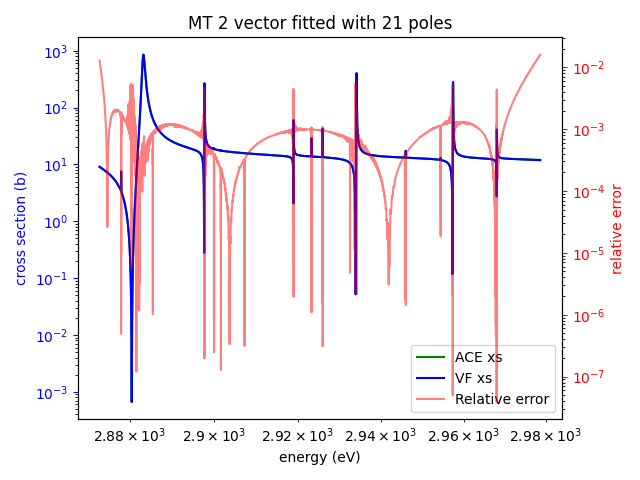 MT 2 vector fitted with 21 poles
cross section (b)
10³
10²
10¹
10⁰
10⁻¹
10⁻²
10⁻³
10⁻²
10⁻³
10⁻⁴
10⁻⁵
10⁻⁶
10⁻⁷
relative error
ACE xs
VF xs
Relative error
2.88×10³ 2.9×10³ 2.92×10³ 2.94×10³ 2.96×10³ 2.98×10³
energy (eV)